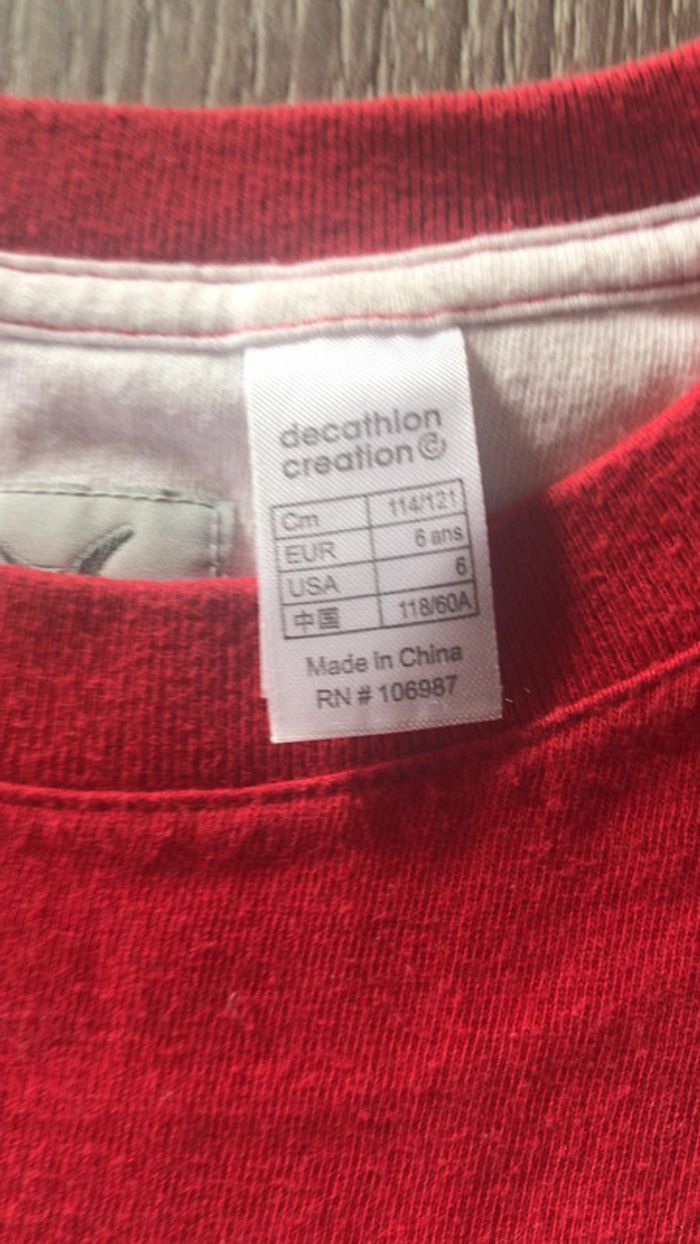 decathlon
creation
Cm 114/121
EUR 6 ans
USA 6
中国 118/60A
Made in China
RN # 106987